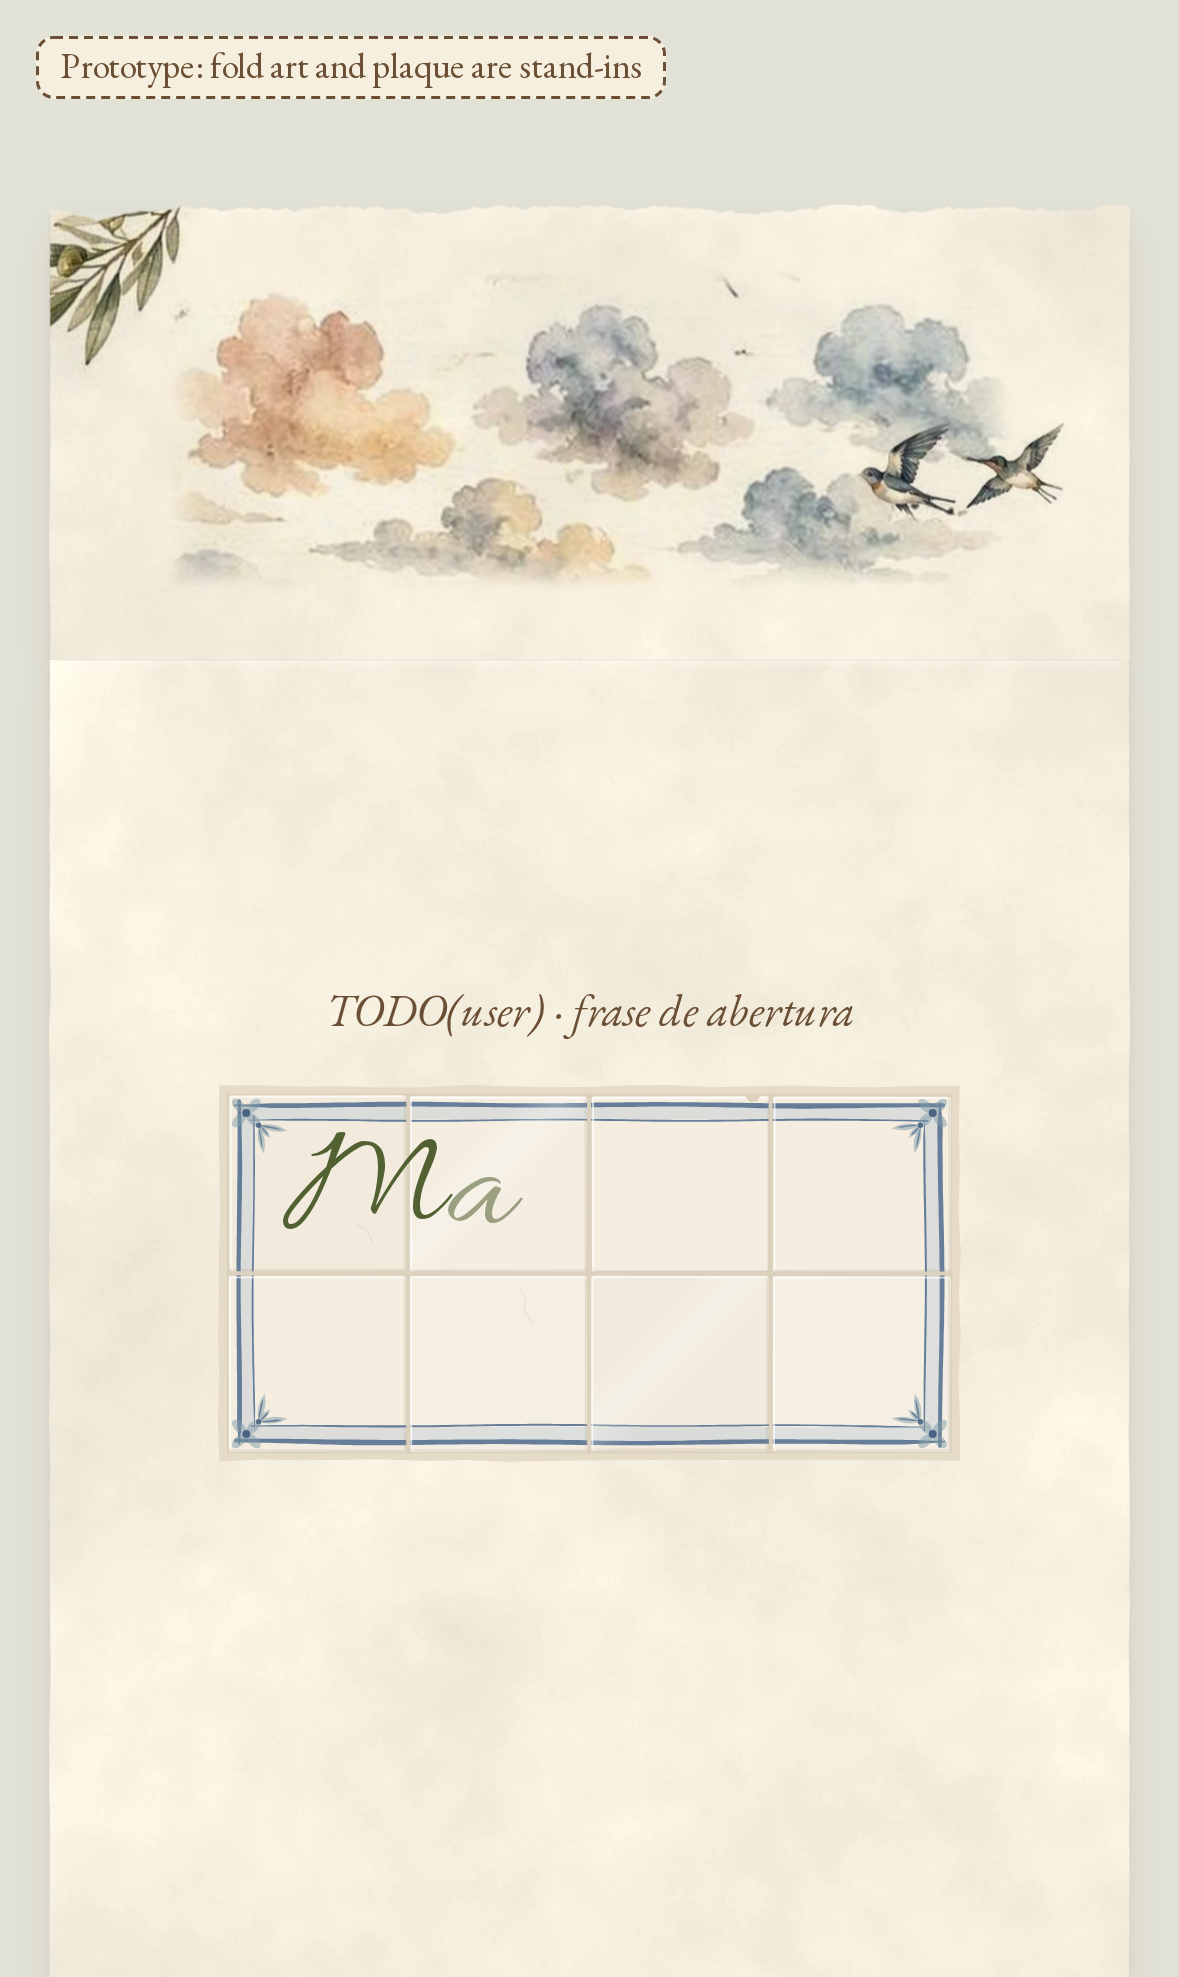 Prototype: fold art and plaque are stand-ins
TODO(user) · frase de abertura
Ma